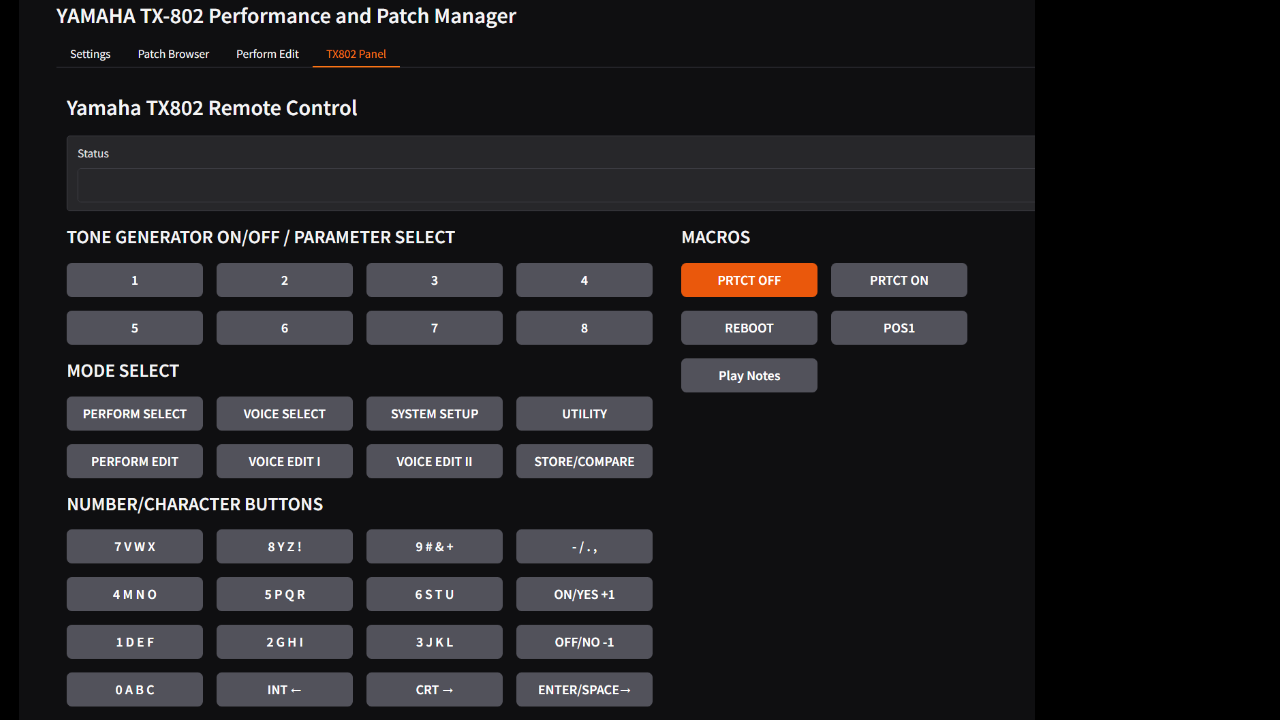 YAMAHA TX-802 Performance and Patch Manager
Settings Patch Browser Perform Edit TX802 Panel
Yamaha TX802 Remote Control
Status
TONE GENERATOR ON/OFF / PARAMETER SELECT
1 2 3 4
5 6 7 8
MODE SELECT
PERFORM SELECT VOICE SELECT SYSTEM SETUP UTILITY
PERFORM EDIT VOICE EDIT I VOICE EDIT II STORE/COMPARE
NUMBER/CHARACTER BUTTONS
7 V W X 8 Y Z ! 9 # & + - / . ,
4 M N O 5 P Q R 6 S T U ON/YES +1
1 D E F 2 G H I 3 J K L OFF/NO -1
0 A B C INT ← CRT → ENTER/SPACE→
MACROS
PRTCT OFF PRTCT ON
REBOOT POS1
Play Notes